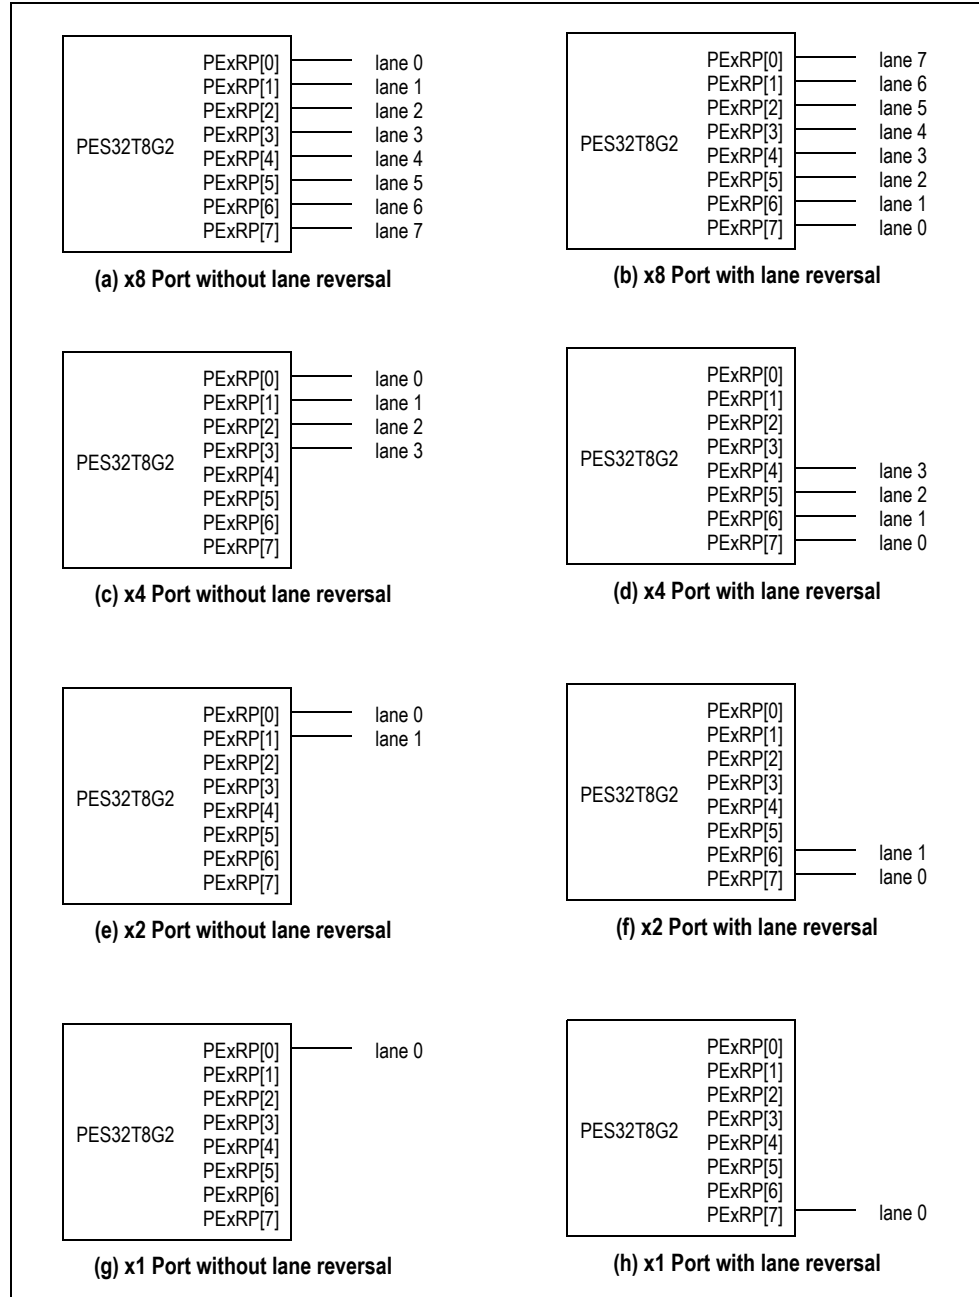 PExRP[0] lane 0
PExRP[1] lane 1
PExRP[2] lane 2
PExRP[3] lane 3
PES32T8G2
PExRP[4] lane 4
PExRP[5] lane 5
PExRP[6] lane 6
PExRP[7] lane 7
(a) x8 Port without lane reversal
PExRP[0] lane 7
PExRP[1] lane 6
PExRP[2] lane 5
PExRP[3] lane 4
PES32T8G2
PExRP[4] lane 3
PExRP[5] lane 2
PExRP[6] lane 1
PExRP[7] lane 0
(b) x8 Port with lane reversal
PExRP[0] lane 0
PExRP[1] lane 1
PExRP[2] lane 2
PExRP[3] lane 3
PES32T8G2
PExRP[4]
PExRP[5]
PExRP[6]
PExRP[7]
(c) x4 Port without lane reversal
PExRP[0]
PExRP[1]
PExRP[2]
PExRP[3]
PES32T8G2
PExRP[4] lane 3
PExRP[5] lane 2
PExRP[6] lane 1
PExRP[7] lane 0
(d) x4 Port with lane reversal
PExRP[0] lane 0
PExRP[1] lane 1
PExRP[2]
PExRP[3]
PES32T8G2
PExRP[4]
PExRP[5]
PExRP[6]
PExRP[7]
(e) x2 Port without lane reversal
PExRP[0]
PExRP[1]
PExRP[2]
PExRP[3]
PES32T8G2
PExRP[4]
PExRP[5]
PExRP[6] lane 1
PExRP[7] lane 0
(f) x2 Port with lane reversal
PExRP[0] lane 0
PExRP[1]
PExRP[2]
PExRP[3]
PES32T8G2
PExRP[4]
PExRP[5]
PExRP[6]
PExRP[7]
(g) x1 Port without lane reversal
PExRP[0]
PExRP[1]
PExRP[2]
PExRP[3]
PES32T8G2
PExRP[4]
PExRP[5]
PExRP[6]
PExRP[7] lane 0
(h) x1 Port with lane reversal